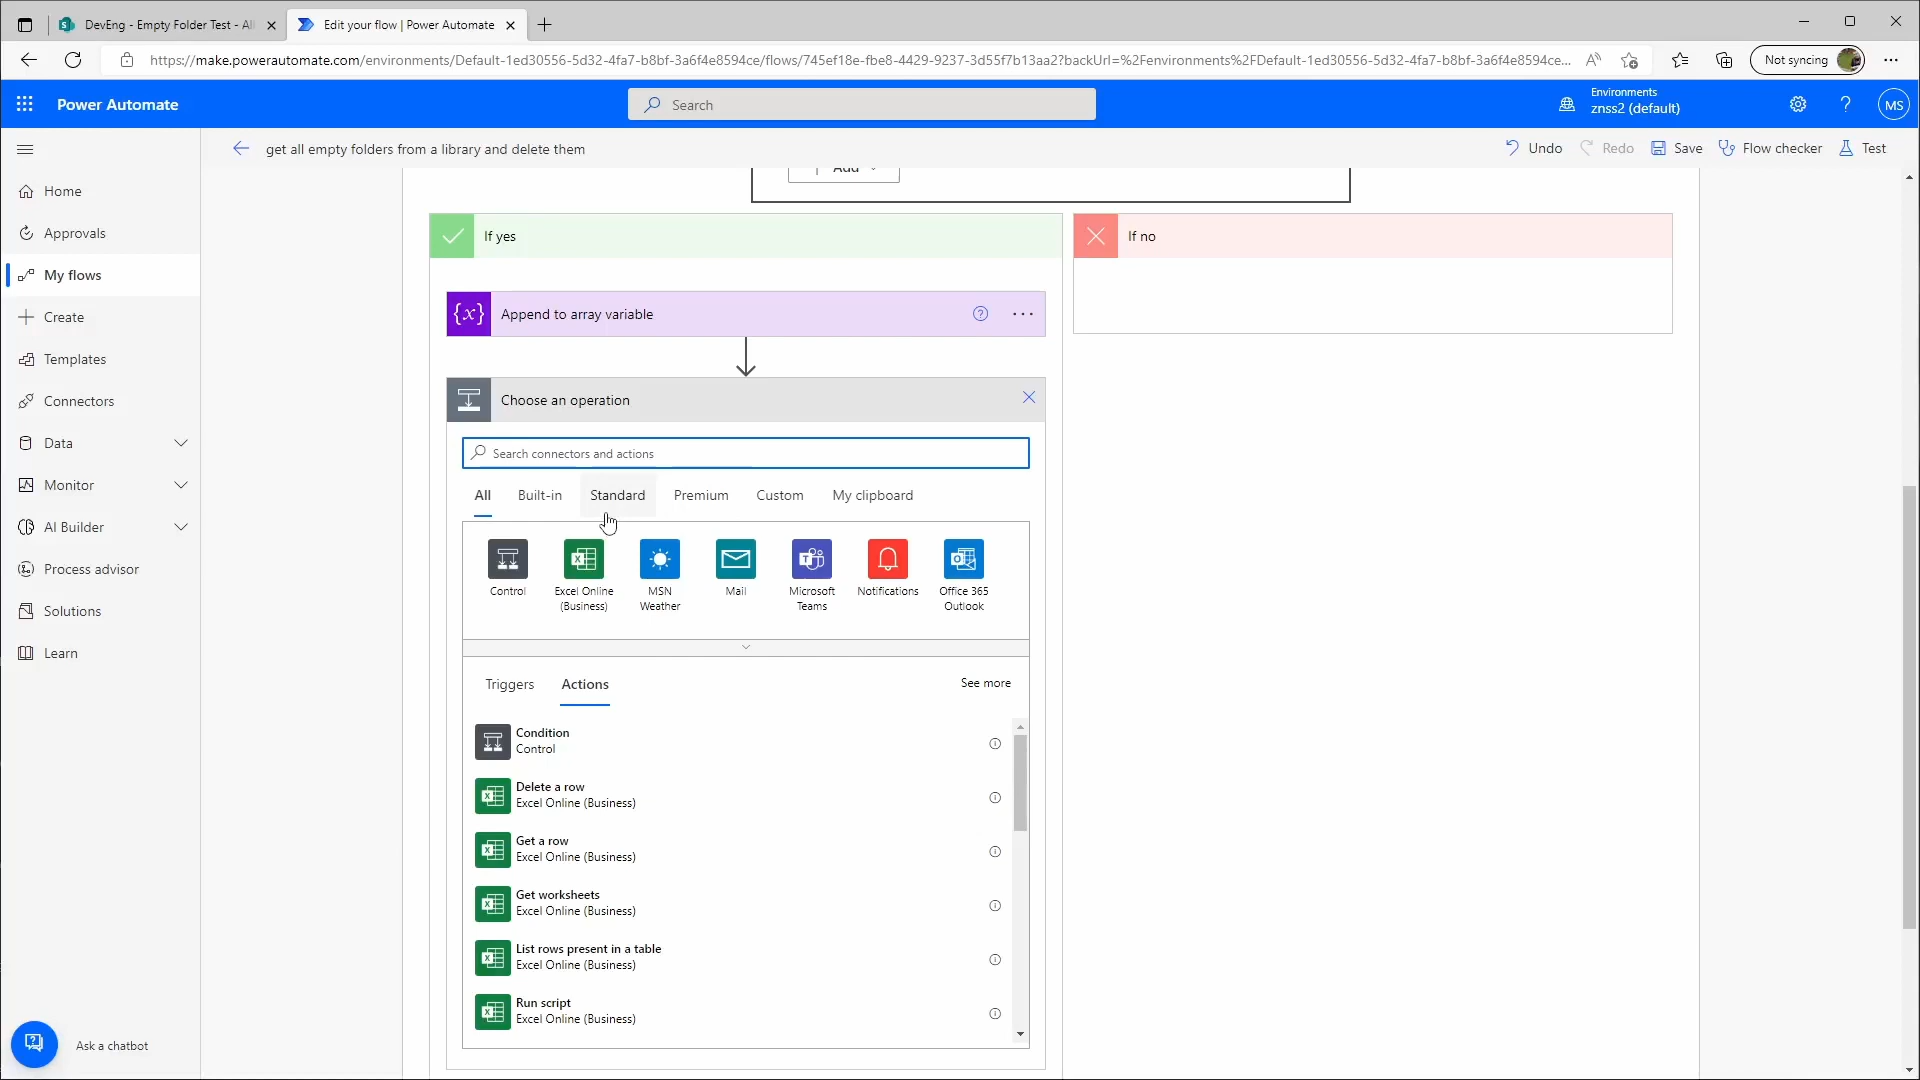 DevEng - Empty Folder Test - All
Edit your flow | Power Automate
https://make.powerautomate.com/environments/Default-1ed30556-5d32-4fa7-b8bf-3a6f4e8594ce/flows/745ef18e-fbe8-4429-9237-3d55f7b13aa2?backUrl=%2Fenvironments%2FDefault-1ed30556-5d32-4fa7-b8bf-3a6f4e8594ce...
Not syncing
Power Automate
Search
Environments
znss2 (default)
MS
get all empty folders from a library and delete them
Undo
Redo
Save
Flow checker
Test
Home
Approvals
My flows
Create
Templates
Connectors
Data
Monitor
AI Builder
Process advisor
Solutions
Learn
Ask a chatbot
Add
If yes
If no
{x} Append to array variable
Choose an operation
Search connectors and actions
All
Built-in
Standard
Premium
Custom
My clipboard
Control
Excel Online
(Business)
MSN
Weather
Mail
Microsoft
Teams
Notifications
Office 365
Outlook
Triggers
Actions
See more
Condition
Control
Delete a row
Excel Online (Business)
Get a row
Excel Online (Business)
Get worksheets
Excel Online (Business)
List rows present in a table
Excel Online (Business)
Run script
Excel Online (Business)